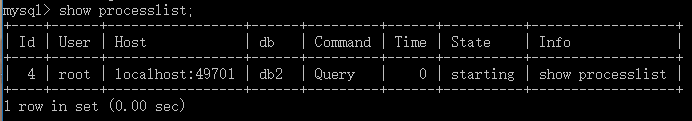 mysql> show processlist;
+----+------+-----------------+------+---------+------+----------+------------------+
| Id | User | Host            | db   | Command | Time | State    | Info             |
+----+------+-----------------+------+---------+------+----------+------------------+
|  4 | root | localhost:49701 | db2  | Query   |    0 | starting | show processlist |
+----+------+-----------------+------+---------+------+----------+------------------+
1 row in set (0.00 sec)